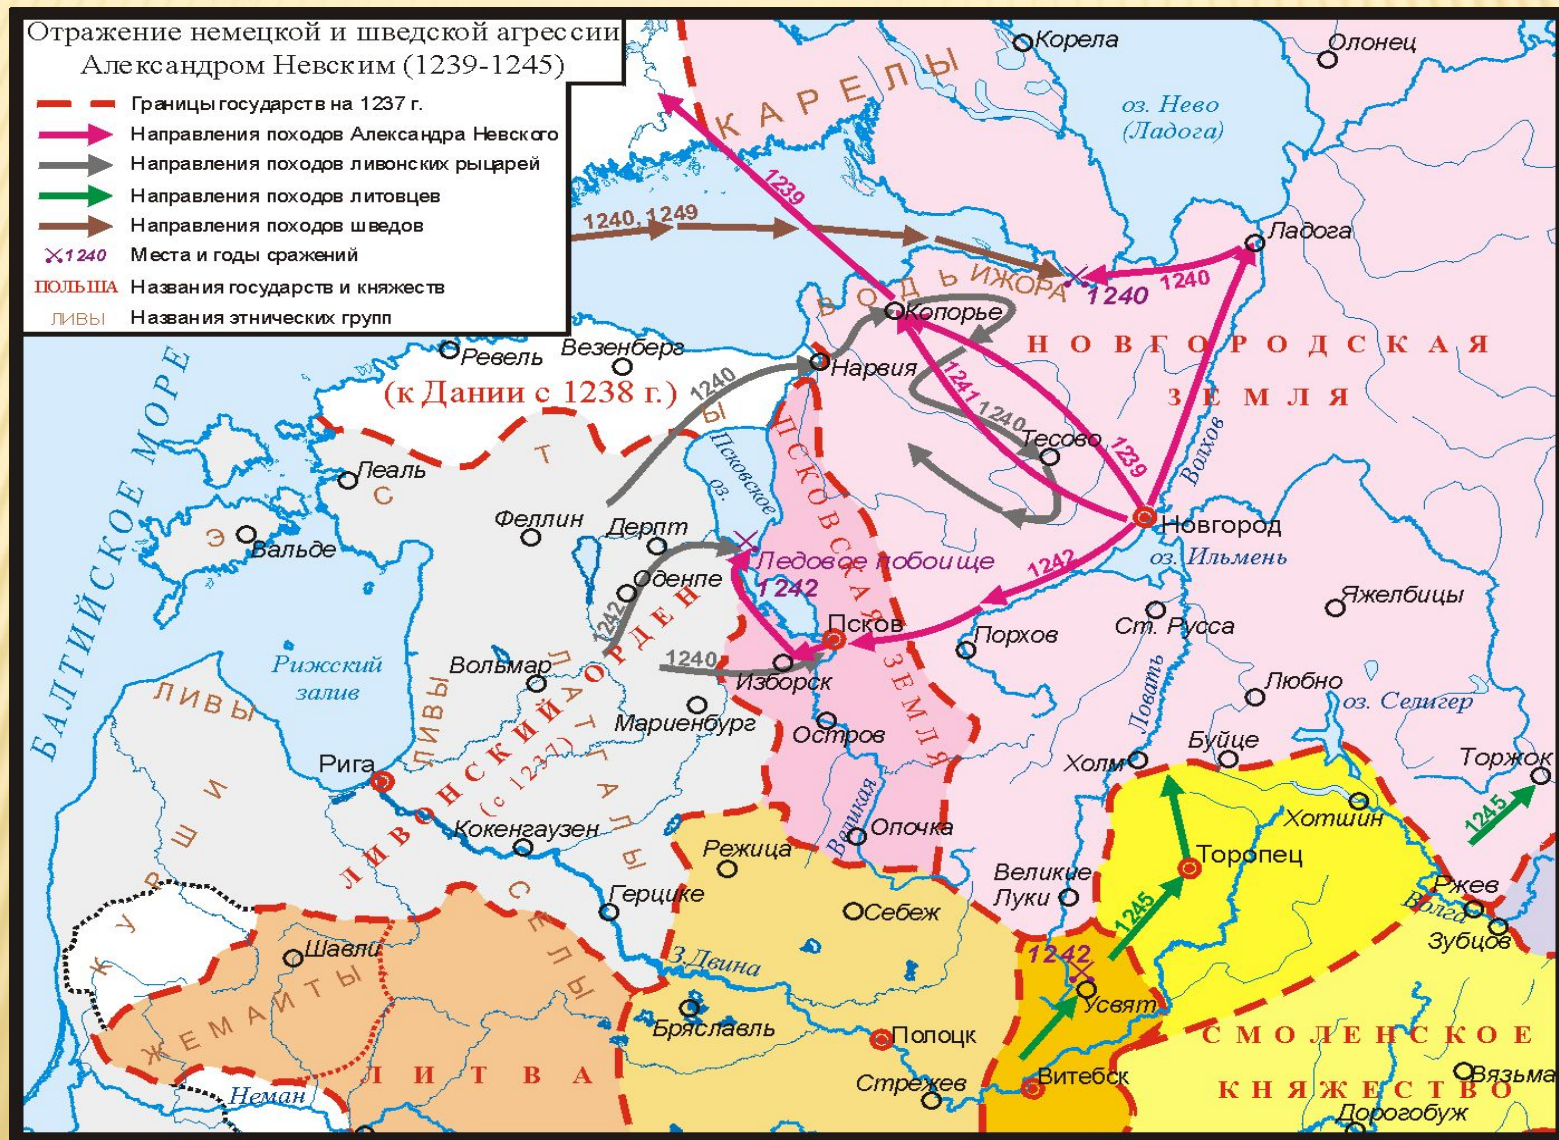 Отражение немецкой и шведской агрессии
Александром Невским (1239-1245)
Границы государств на 1237 г.
Направления походов Александра Невского
Направления походов ливонских рыцарей
Направления походов литовцев
Направления походов шведов
1240 Места и годы сражений
ПОЛЬША Названия государств и княжеств
ЛИВЫ Названия этнических групп
Корела
Олонец
КАРЕЛЫ
оз. Нево
(Ладога)
1239
1240, 1249
Ладога
1240
1240
ВОДЬ
ИЖОРА
Колорье
НОВГОРОДСКАЯ
ЗЕМЛЯ
Ревель
Везенберг
Нарвия
(к Дании с 1238 г.)
1240
1241
1240
Тесово
1239
Волхов
БАЛТИЙСКОЕ МОРЕ
ЭСТЫ
Леаль
Вальде
Феллин
Дерпт
Псковское
оз.
ПСКОВСКАЯ ЗЕМЛЯ
Новгород
оз. Ильмень
Ледовое побоище
1242
1242
Оденпе
1242
Яжелбицы
Ст. Русса
Псков
Порхов
1240
Изборск
Рижский
залив
Вольмар
Мариенбург
Остров
Ловать
Любно
оз. Селигер
ЛИВЫ
ЛИВЫ
ЛАТГАЛЫ
ЛИВОНСКИЙ ОРДЕН
(с 1237)
Рига
Холм
Буйце
Торжок
1245
Хотшин
Кокенгаузен
Великая
Опочка
Режица
Торопец
Великие
Луки
Ржев
Волга
Зубцов
КУРШИ
СЕЛЫ
Герцике
Себеж
1245
Шавли
ЖЕМАЙТЫ
З.Двина
1242
Усвят
Бряславль
Полоцк
СМОЛЕНСКОЕ
КНЯЖЕСТВО
ЛИТВА
Неман
Стрежев
Витебск
Вязьма
Дорогобуж